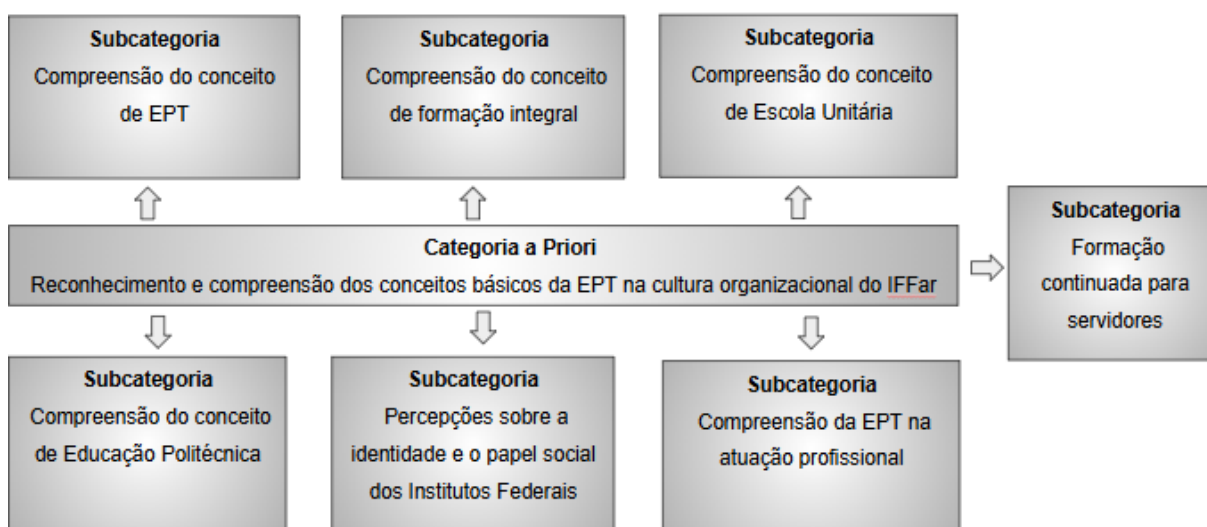 Subcategoria
Compreensão do conceito
de EPT
Subcategoria
Compreensão do conceito
de formação integral
Subcategoria
Compreensão do conceito
de Escola Unitária
Categoria a Priori
Reconhecimento e compreensão dos conceitos básicos da EPT na cultura organizacional do IFFar
Subcategoria
Formação
continuada para
servidores
Subcategoria
Compreensão do conceito
de Educação Politécnica
Subcategoria
Percepções sobre a
identidade e o papel social
dos Institutos Federais
Subcategoria
Compreensão da EPT na
atuação profissional